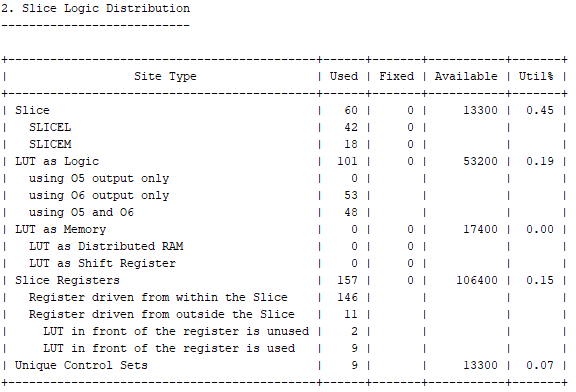 2. Slice Logic Distribution
---------------------------
+--------------------------------------------+------+-------+-----------+-------+
| Site Type | Used | Fixed | Available | Util% |
+--------------------------------------------+------+-------+-----------+-------+
| Slice | 60 | 0 | 13300 | 0.45 |
| SLICEL | 42 | 0 | | |
| SLICEM | 18 | 0 | | |
| LUT as Logic | 101 | 0 | 53200 | 0.19 |
| using O5 output only | 0 | | | |
| using O6 output only | 53 | | | |
| using O5 and O6 | 48 | | | |
| LUT as Memory | 0 | 0 | 17400 | 0.00 |
| LUT as Distributed RAM | 0 | 0 | | |
| LUT as Shift Register | 0 | 0 | | |
| Slice Registers | 157 | 0 | 106400 | 0.15 |
| Register driven from within the Slice | 146 | | | |
| Register driven from outside the Slice | 11 | | | |
| LUT in front of the register is unused | 2 | | | |
| LUT in front of the register is used | 9 | | | |
| Unique Control Sets | 9 | | 13300 | 0.07 |
+--------------------------------------------+------+-------+-----------+-------+